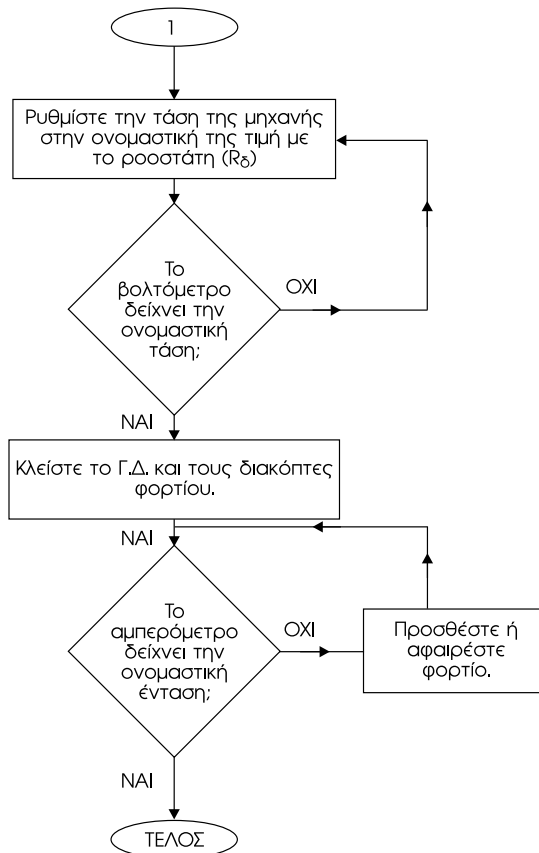 1
Ρυθμίστε την τάση της μηχανής
στην ονομαστική της τιμή με
το ροοστάτη (Rδ)
Το
βολτόμετρο
δείχνει την
ονομαστική
τάση;
ΟΧΙ
ΝΑΙ
Κλείστε το Γ.Δ. και τους διακόπτες
φορτίου.
ΝΑΙ
Το
αμπερόμετρο
δείχνει την
ονομαστική
ένταση;
ΟΧΙ
Προσθέστε ή
αφαιρέστε
φορτίο.
ΝΑΙ
ΤΕΛΟΣ